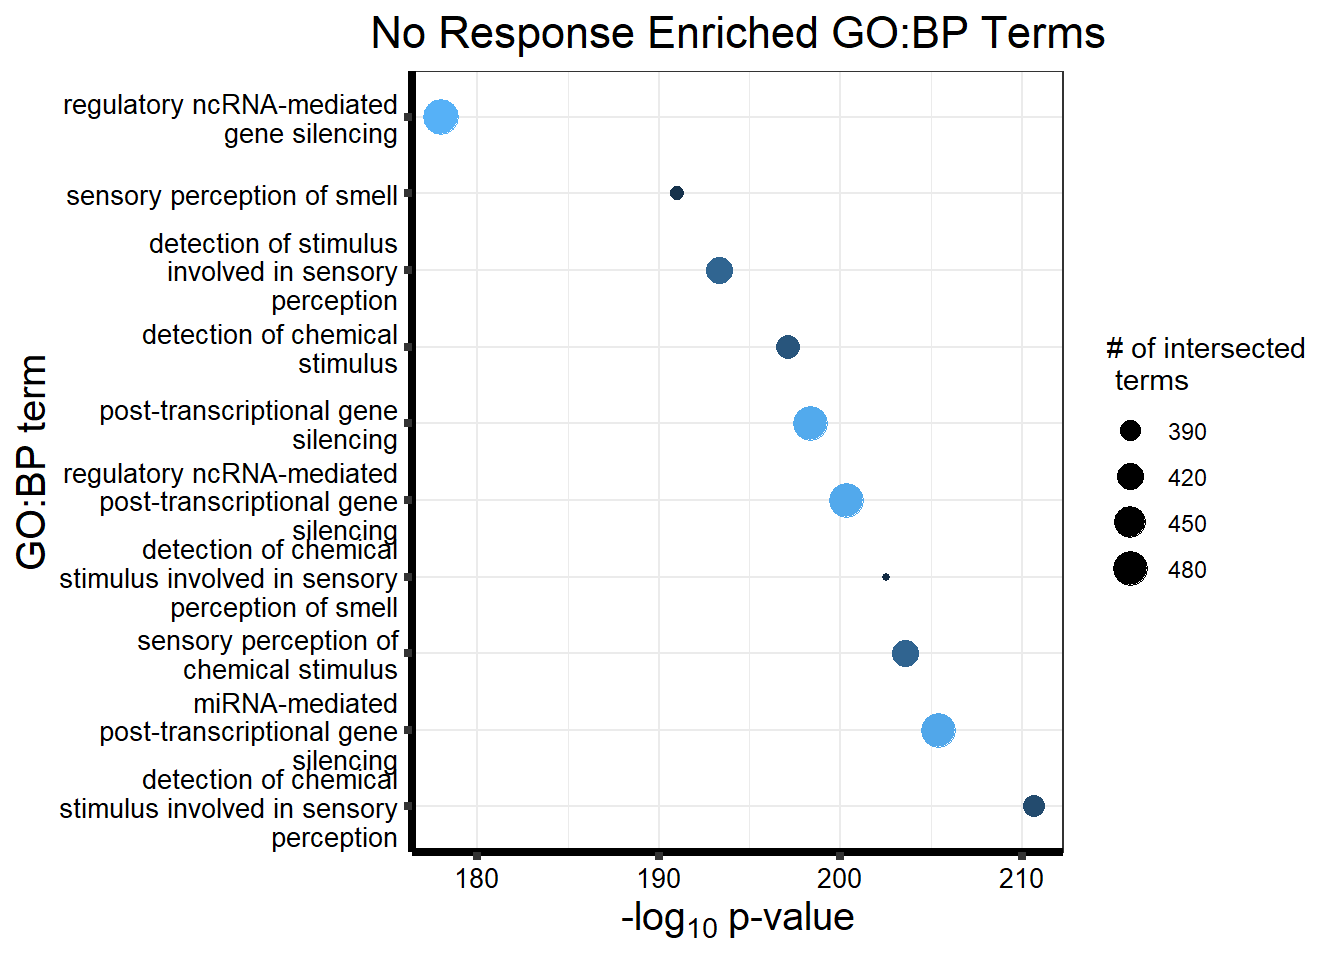 No Response Enriched GO:BP Terms
GO:BP term
regulatory ncRNA-mediated
gene silencing
sensory perception of smell
detection of stimulus
involved in sensory
perception
detection of chemical
stimulus
post-transcriptional gene
silencing
regulatory ncRNA-mediated
post-transcriptional gene
silencing
detection of chemical
stimulus involved in sensory
perception of smell
sensory perception of
chemical stimulus
miRNA-mediated
post-transcriptional gene
silencing
detection of chemical
stimulus involved in sensory
perception
180 190 200 210
-log10 p-value
# of intersected
terms
390
420
450
480